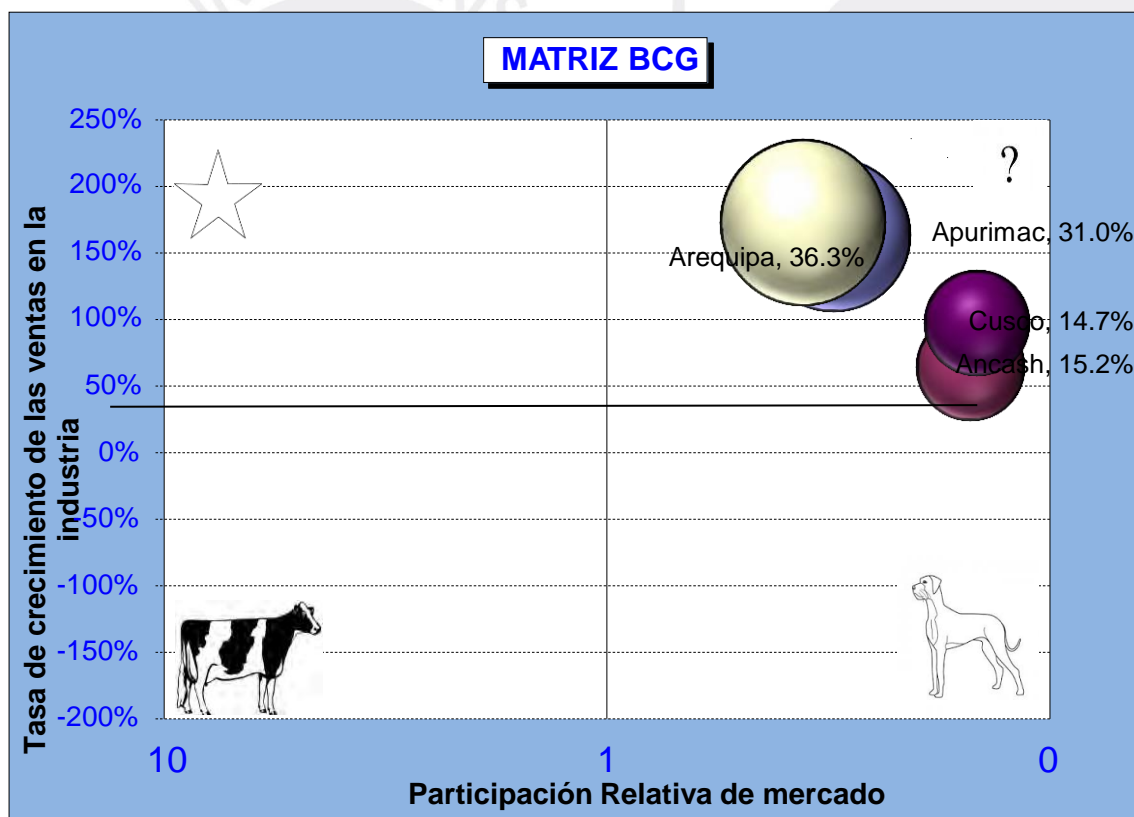 MATRIZ BCG
250%
200%
150%
100%
50%
0%
-50%
-100%
-150%
-200%
Tasa de crecimiento de las ventas en la
industria
?
Apurimac, 31.0%
Arequipa, 36.3%
Cusco, 14.7%
Ancash, 15.2%
10
1
0
Participación Relativa de mercado